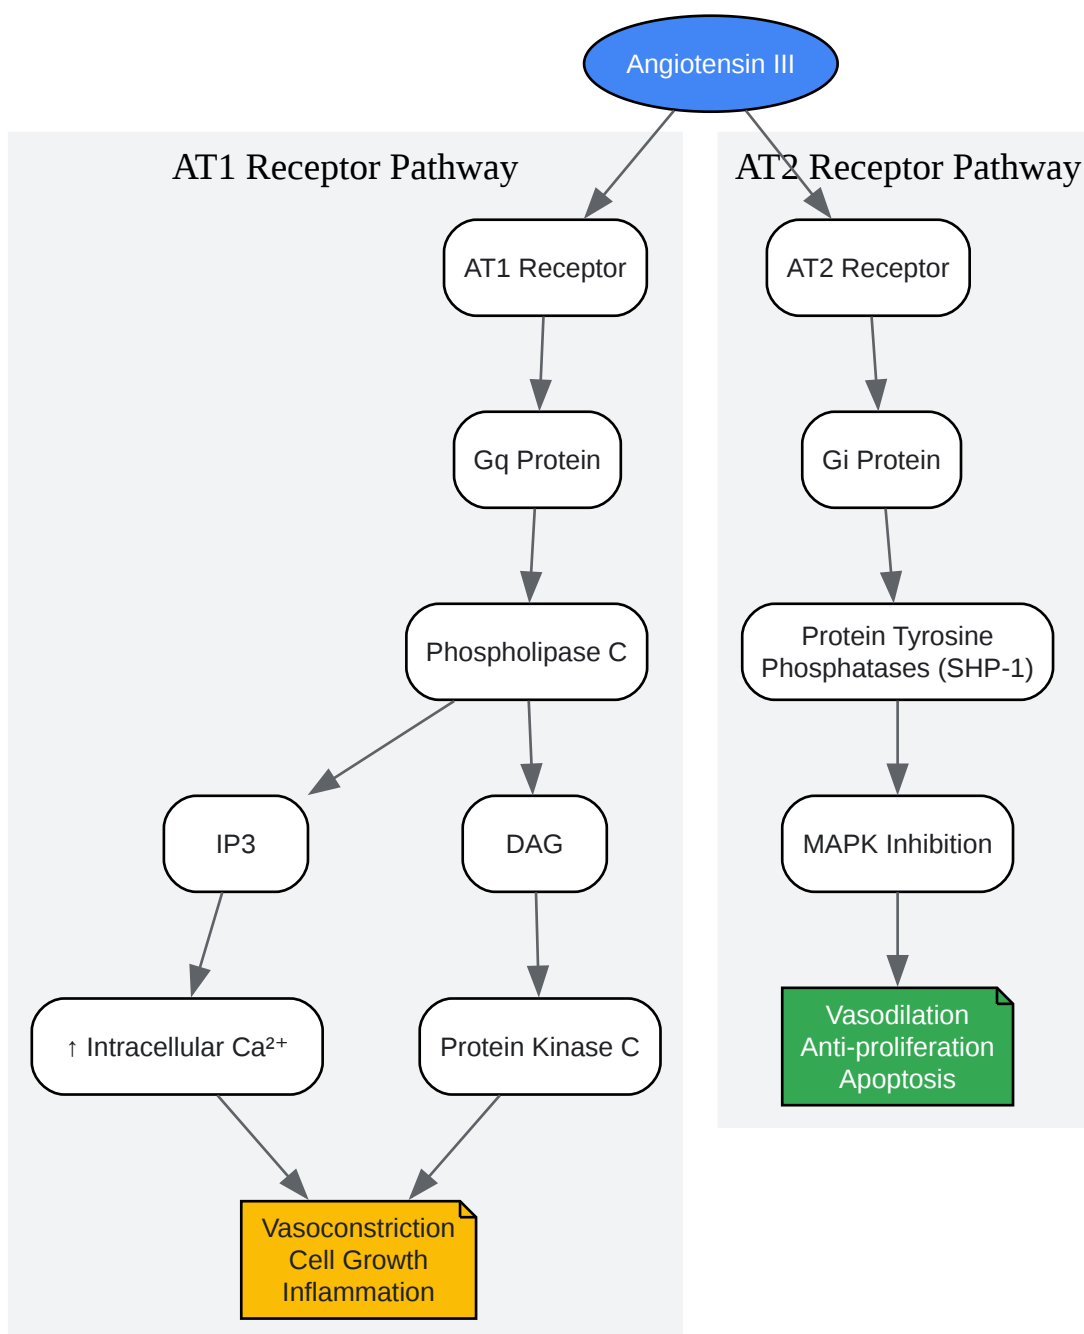 Angiotensin III
AT1 Receptor Pathway
AT2 Receptor Pathway
AT1 Receptor
AT2 Receptor
Gq Protein
Gi Protein
Phospholipase C
Protein Tyrosine
Phosphatases (SHP-1)
IP3
DAG
MAPK Inhibition
↑ Intracellular Ca²⁺
Protein Kinase C
Vasodilation
Anti-proliferation
Apoptosis
Vasoconstriction
Cell Growth
Inflammation